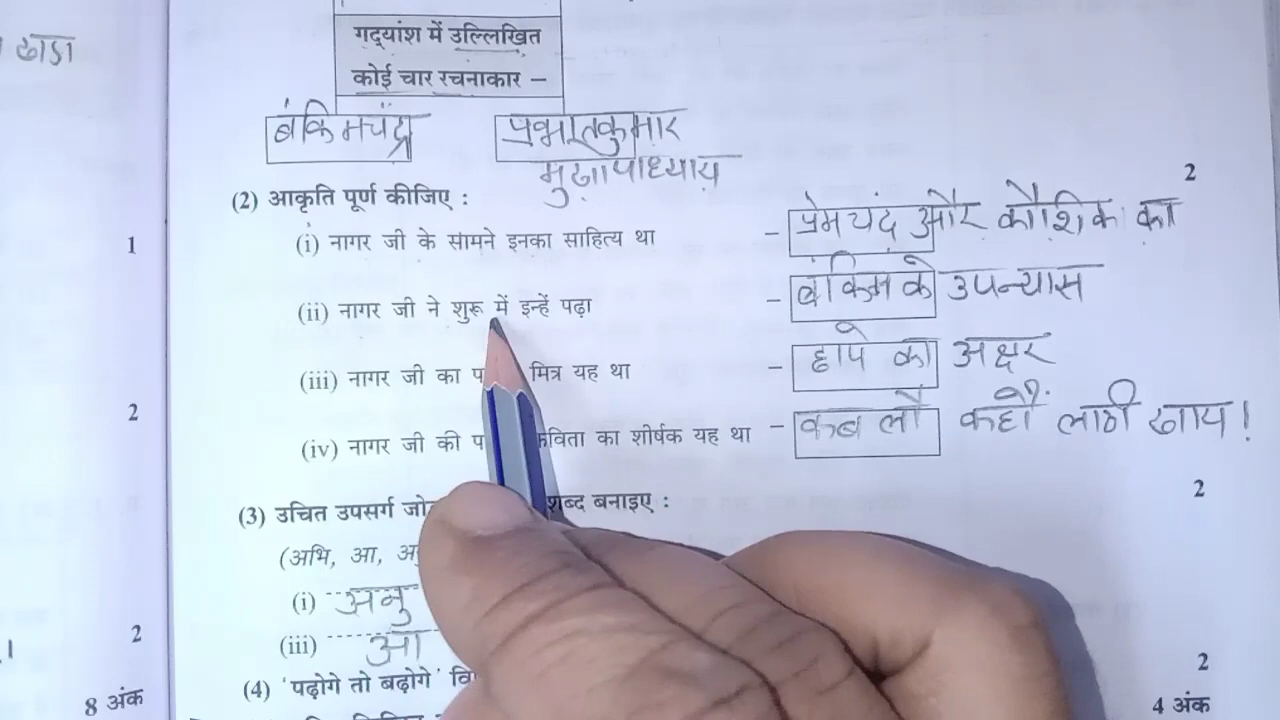 ढाडा
गद्‌यांश में उल्लिखित
कोई चार रचनाकार –
बंकिमचंद्र प्रभातकुमार
मुखापाध्याय
2
(2) आकृति पूर्ण कीजिए :
1 (i) नागर जी के सामने इनका साहित्य था – प्रेमचंद और कौशिक का
(ii) नागर जी ने शुरू में इन्हें पढ़ा – बंकिम के उपन्यास
(iii) नागर जी का मित्र यह था – छापे का अक्षर
2 (iv) नागर जी की कविता का शीर्षक यह था – कब लौ कहौं लाठी खाय!
2
(3) उचित उपसर्ग शब्द बनाइए :
(अभि, आ,
(i) अनु
2 (iii) आ
2
(4) 'पढ़ोगे तो बढ़ोगे'
8 अंक 4 अंक